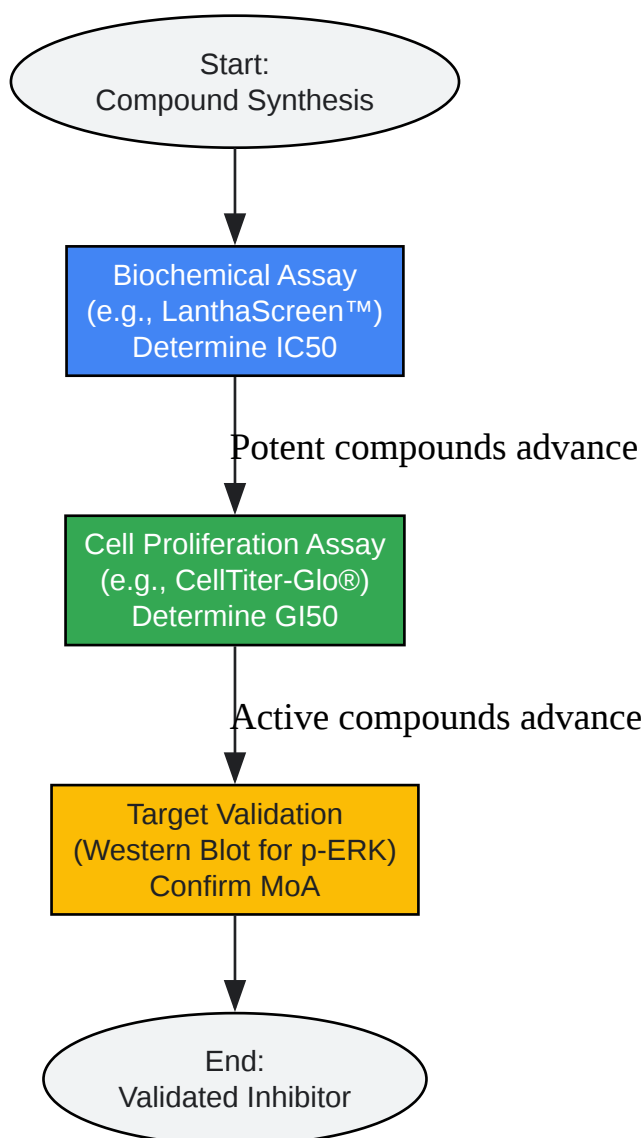 Start:
Compound Synthesis
Biochemical Assay
(e.g., LanthaScreen™)
Determine IC50
Potent compounds advance
Cell Proliferation Assay
(e.g., CellTiter-Glo®)
Determine GI50
Active compounds advance
Target Validation
(Western Blot for p-ERK)
Confirm MoA
End:
Validated Inhibitor